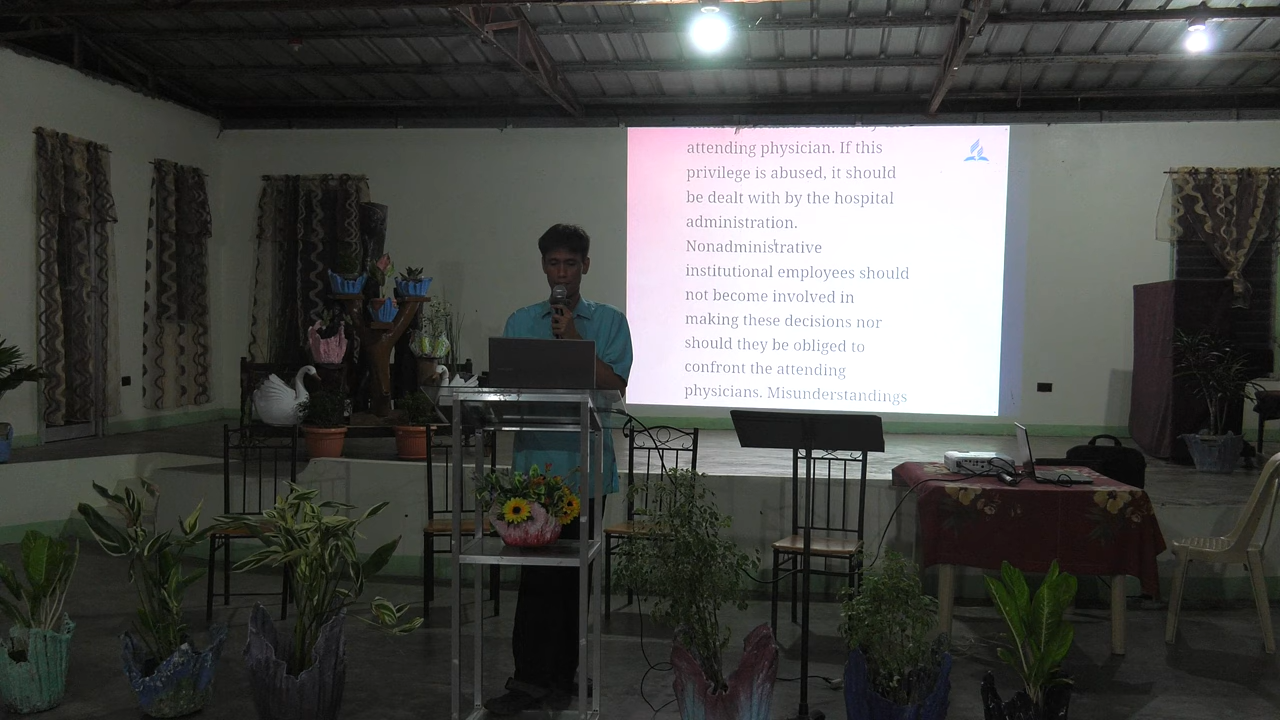 attending physician. If this
privilege is abused, it should
be dealt with by the hospital
administration.
Nonadministrative
institutional employees should
not become involved in
making these decisions nor
should they be obliged to
confront the attending
physicians. Misunderstandings